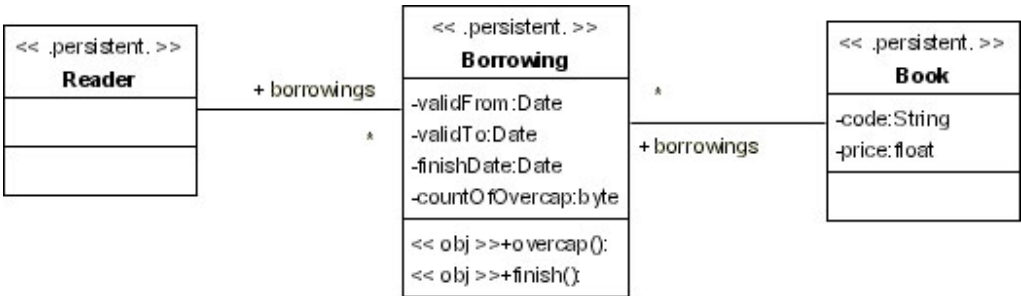 << .persistent. >>
Reader
+ borrowings
*
<< .persistent. >>
Borrowing
-validFrom:Date
-validTo:Date
-finishDate:Date
-countOfOvercap:byte
<< obj >>+overcap():
<< obj >>+finish():
*
+ borrowings
<< .persistent. >>
Book
-code:String
-price:float